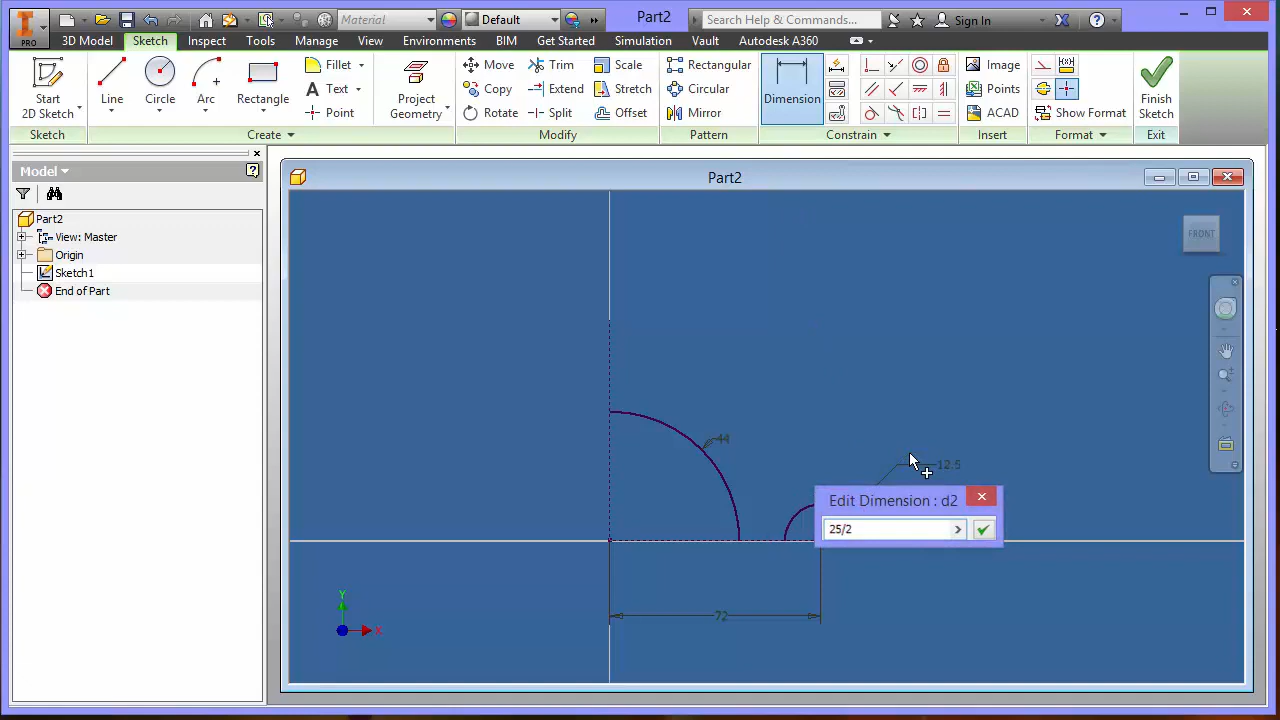 Material
Default
Part2
Search Help & Commands...
Sign In
PRO
3D Model
Sketch
Inspect
Tools
Manage
View
Environments
BIM
Get Started
Simulation
Vault
Autodesk A360
Start
2D Sketch
Line
Circle
Arc
Rectangle
Fillet
Text
Point
Project
Geometry
Move
Copy
Rotate
Trim
Extend
Split
Scale
Stretch
Offset
Rectangular
Circular
Mirror
Dimension
Image
Points
ACAD
Show Format
Finish
Sketch
Sketch
Create
Modify
Pattern
Constrain
Insert
Format
Exit
Model
Part2
View: Master
Origin
Sketch1
End of Part
Part2
FRONT
44
12.5
Edit Dimension : d2
25/2
72
Y
X